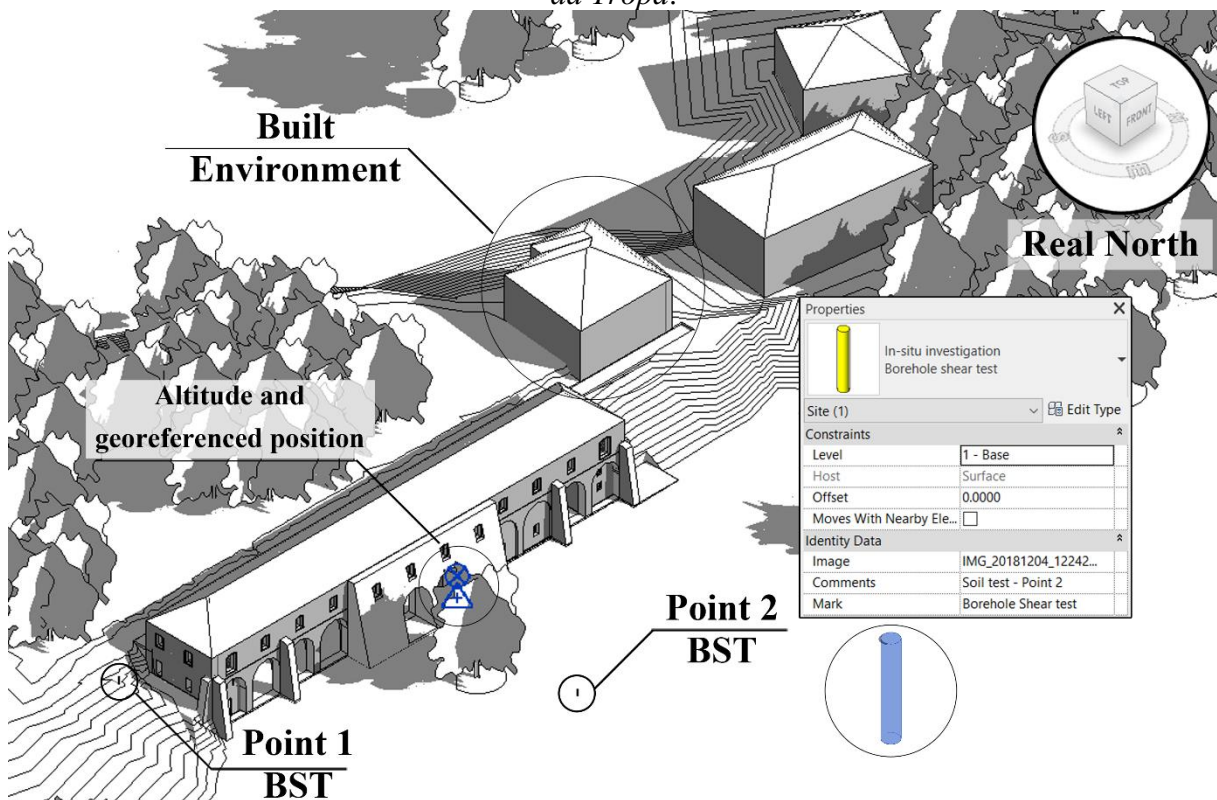 da Tropa.
Built
Environment
TOP
LEFT
FRONT
Real North
Altitude and
georeferenced position
Properties
X
In-situ investigation
Borehole shear test
Site (1)
Edit Type
Constraints
Level
1 - Base
Host
Surface
Offset
0.0000
Moves With Nearby Ele...
Identity Data
Image
IMG_20181204_12242...
Comments
Soil test - Point 2
Mark
Borehole Shear test
Point 2
BST
Point 1
BST